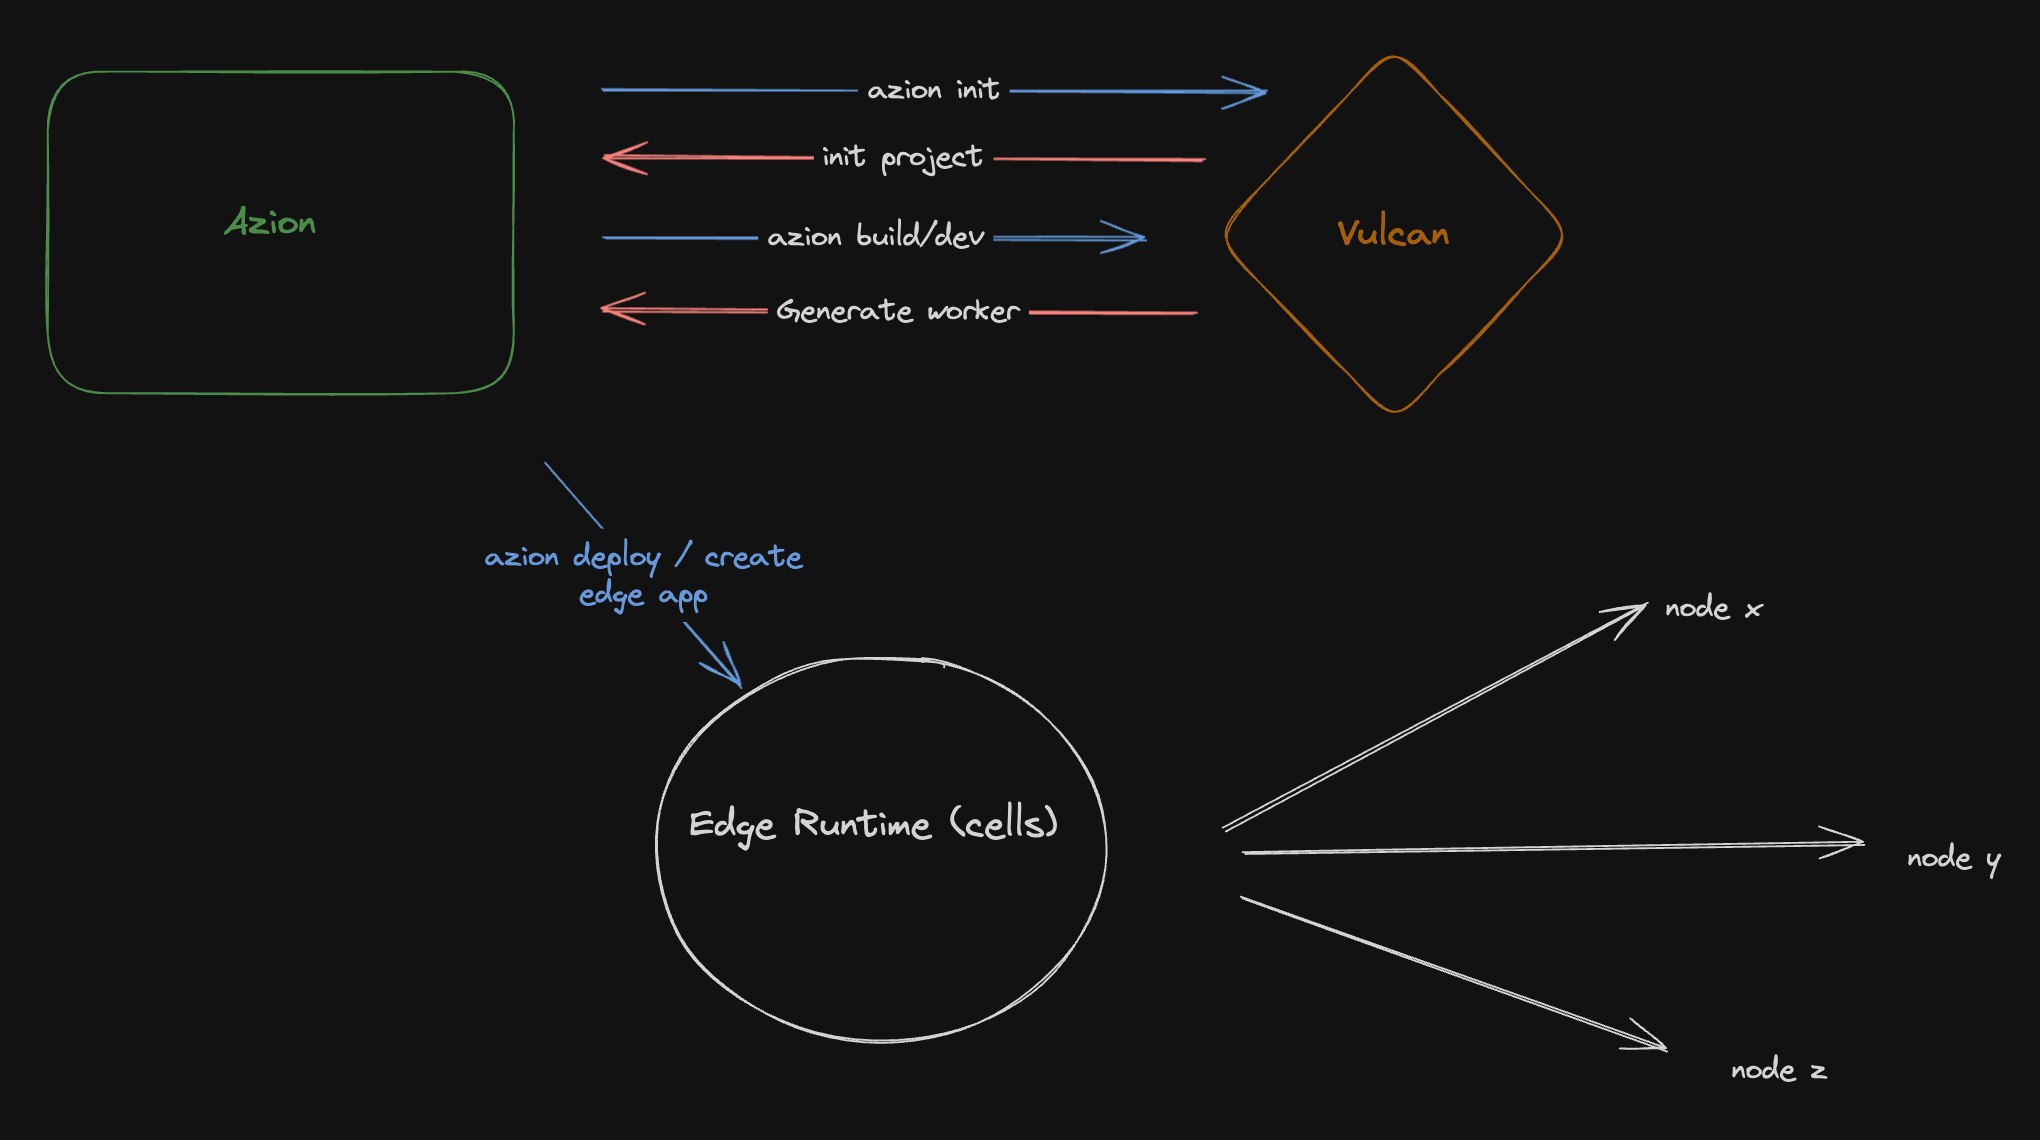 azion init
init project
Azion
azion build/dev
Vulcan
Generate worker
azion deploy / create
edge app
node x
Edge Runtime (cells)
node y
node z